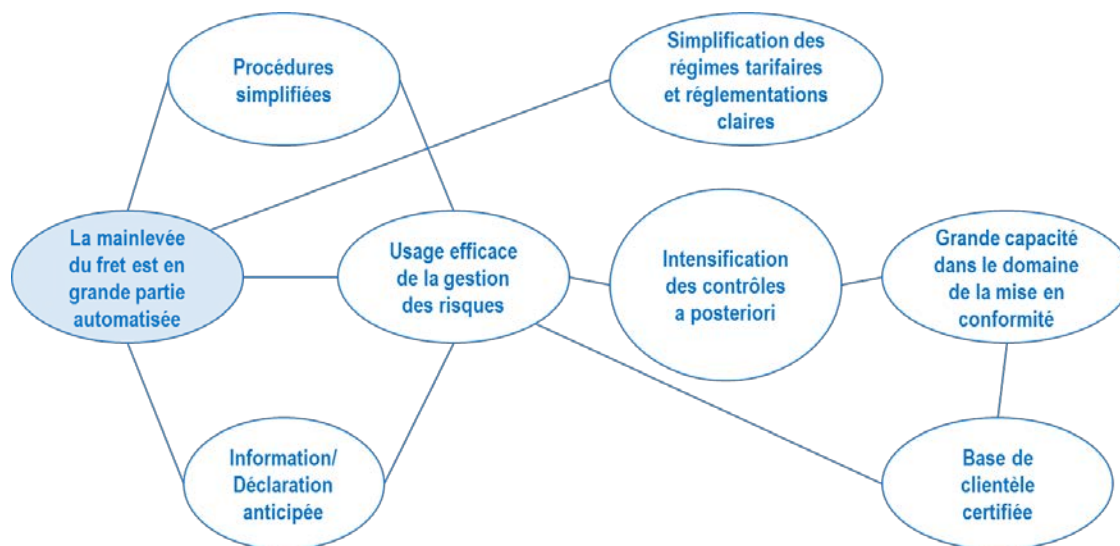 Procédures
simplifiées
Simplification des
régimes tarifaires
et réglementations
claires
La mainlevée
du fret est en
grande partie
automatisée
Usage efficace
de la gestion
des risques
Intensification
des contrôles
a posteriori
Grande capacité
dans le domaine
de la mise en
conformité
Information/
Déclaration
anticipée
Base de
clientèle
certifiée